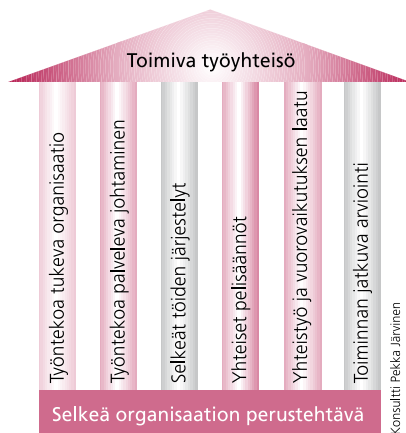 Toimiva työyhteisö
Työntekoa tukeva organisaatio
Työntekoa palveleva johtaminen
Selkeät töiden järjestelyt
Yhteiset pelisäännöt
Yhteistyö ja vuorovaikutuksen laatu
Toiminnan jatkuva arviointi
Selkeä organisaation perustehtävä
Konsultti Pekka Järvinen